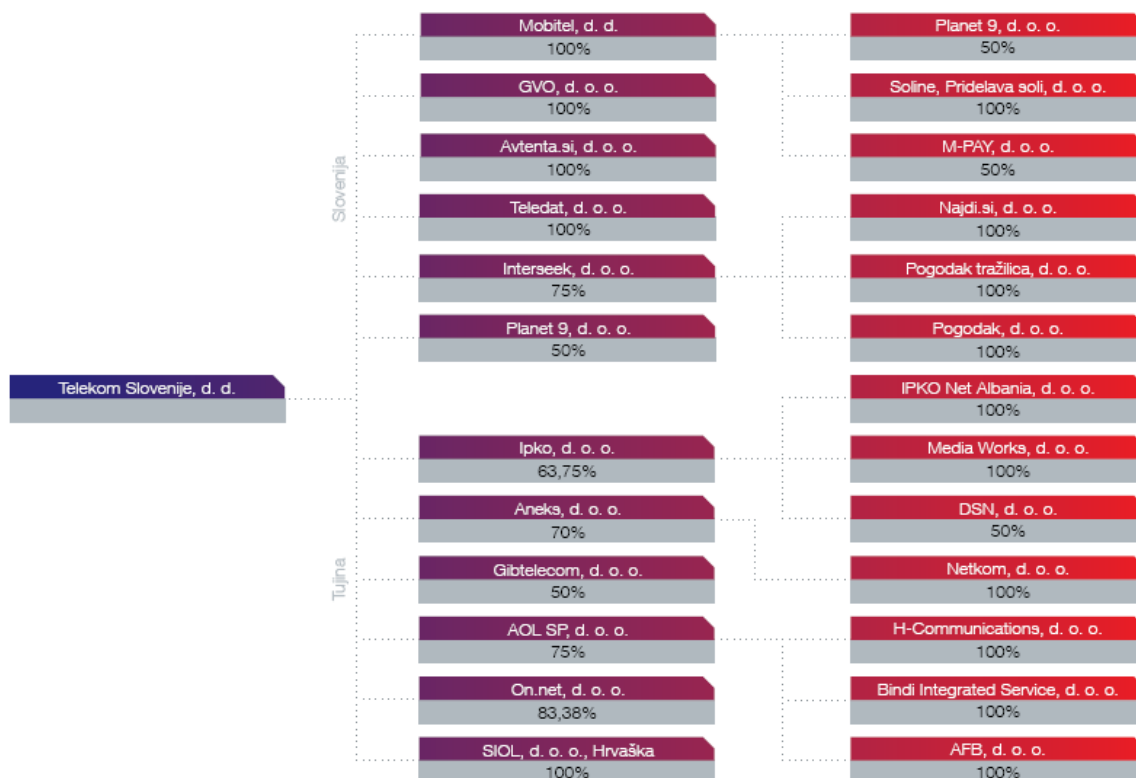 Telekom Slovenije, d. d.
Slovenija
Mobitel, d. d.
100%
GVO, d. o. o.
100%
Avtenta.si, d. o. o.
100%
Teledat, d. o. o.
100%
Interseek, d. o. o.
75%
Planet 9, d. o. o.
50%
Tujina
Ipko, d. o. o.
63,75%
Aneks, d. o. o.
70%
Gibtelecom, d. o. o.
50%
AOL SP, d. o. o.
75%
On.net, d. o. o.
83,38%
SIOL, d. o. o., Hrvaška
100%
Planet 9, d. o. o.
50%
Soline, Pridelava soli, d. o. o.
100%
M-PAY, d. o. o.
50%
Najdi.si, d. o. o.
100%
Pogodak tražilica, d. o. o.
100%
Pogodak, d. o. o.
100%
IPKO Net Albania, d. o. o.
100%
Media Works, d. o. o.
100%
DSN, d. o. o.
50%
Netkom, d. o. o.
100%
H-Communications, d. o. o.
100%
Bindi Integrated Service, d. o. o.
100%
AFB, d. o. o.
100%